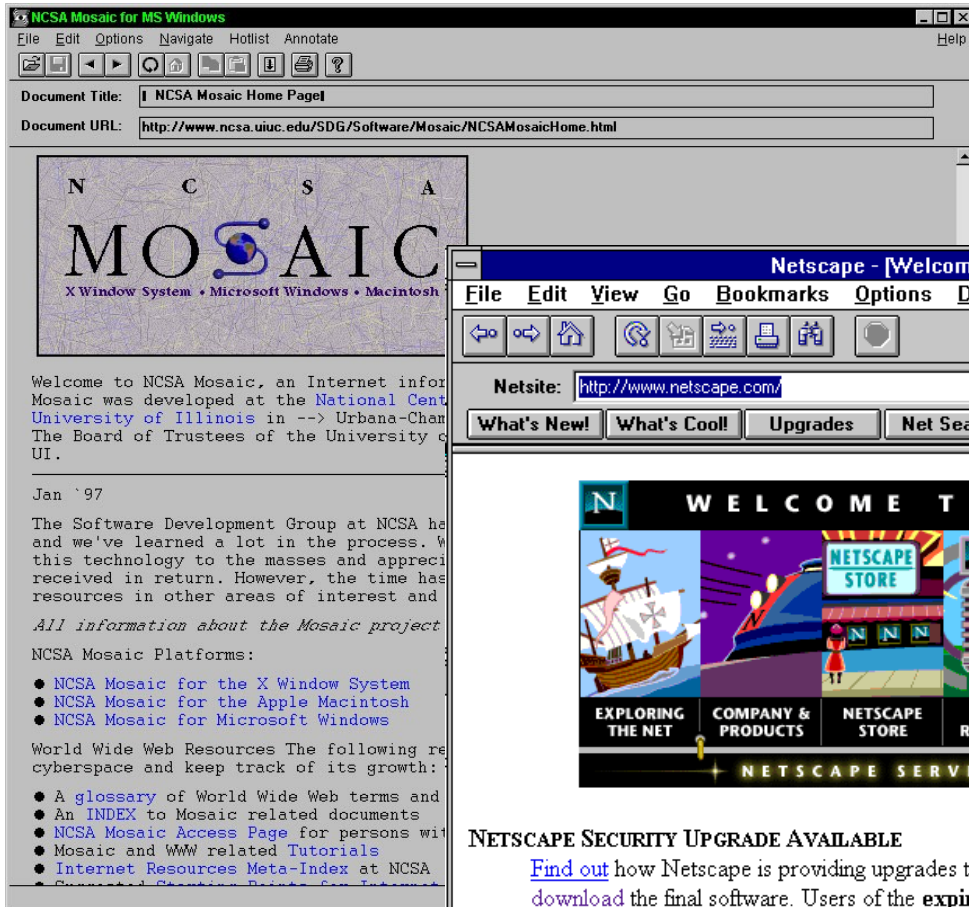 NCSA Mosaic for MS Windows
File Edit Options Navigate Hotlist Annotate Help
Document Title: NCSA Mosaic Home Page
Document URL: http://www.ncsa.uiuc.edu/SDG/Software/Mosaic/NCSAMosaicHome.html
N C S A
MOSAIC
X Window System • Microsoft Windows • Macintosh
Welcome to NCSA Mosaic, an Internet infor
Mosaic was developed at the National Cent
University of Illinois in --> Urbana-Cham
The Board of Trustees of the University o
UI.
Jan `97
The Software Development Group at NCSA ha
and we've learned a lot in the process. W
this technology to the masses and appreci
received in return. However, the time has
resources in other areas of interest and
All information about the Mosaic project
NCSA Mosaic Platforms:
● NCSA Mosaic for the X Window System
● NCSA Mosaic for the Apple Macintosh
● NCSA Mosaic for Microsoft Windows
World Wide Web Resources The following re
cyberspace and keep track of its growth:
● A glossary of World Wide Web terms and
● An INDEX to Mosaic related documents
● NCSA Mosaic Access Page for persons wit
● Mosaic and WWW related Tutorials
● Internet Resources Meta-Index at NCSA
● Suggested Starting Points for Internet
Netscape - [Welcom
File Edit View Go Bookmarks Options D
Netsite: http://www.netscape.com/
What's New! What's Cool! Upgrades Net Sea
N WELCOME T
NETSCAPE
STORE
N N N
EXPLORING
THE NET
COMPANY &
PRODUCTS
NETSCAPE
STORE
R
NETSCAPE SERV
NETSCAPE SECURITY UPGRADE AVAILABLE
Find out how Netscape is providing upgrades t
download the final software. Users of the expir